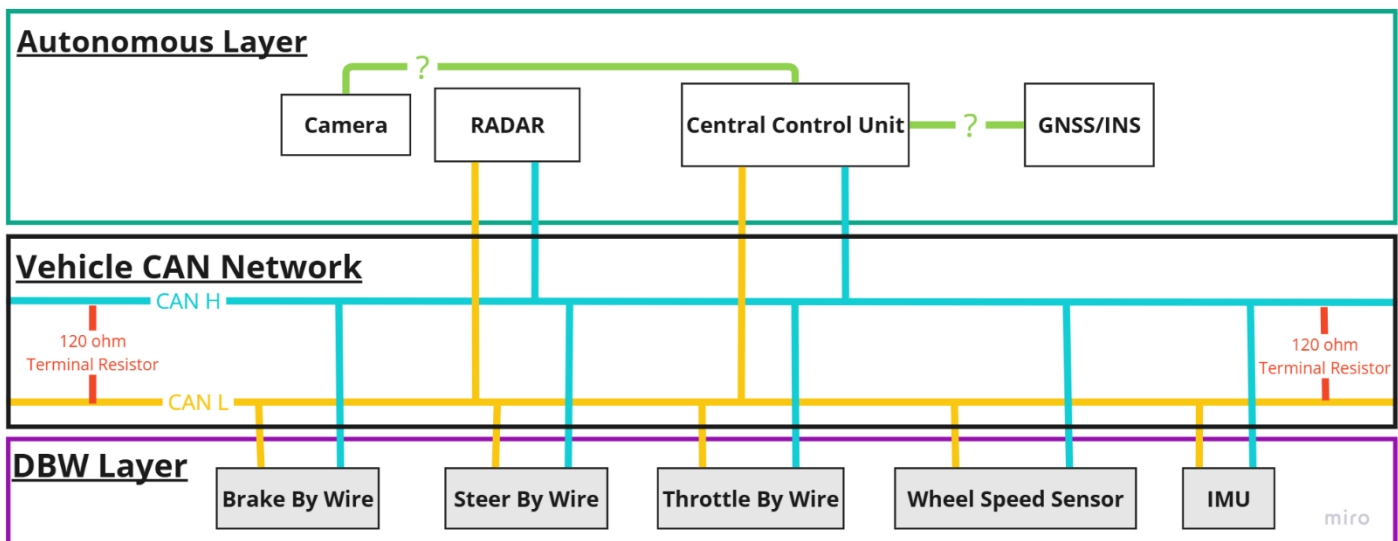 Autonomous Layer
?
Camera
RADAR
Central Control Unit
?
GNSS/INS
Vehicle CAN Network
CAN H
120 ohm
Terminal Resistor
120 ohm
Terminal Resistor
CAN L
DBW Layer
Brake By Wire
Steer By Wire
Throttle By Wire
Wheel Speed Sensor
IMU
miro